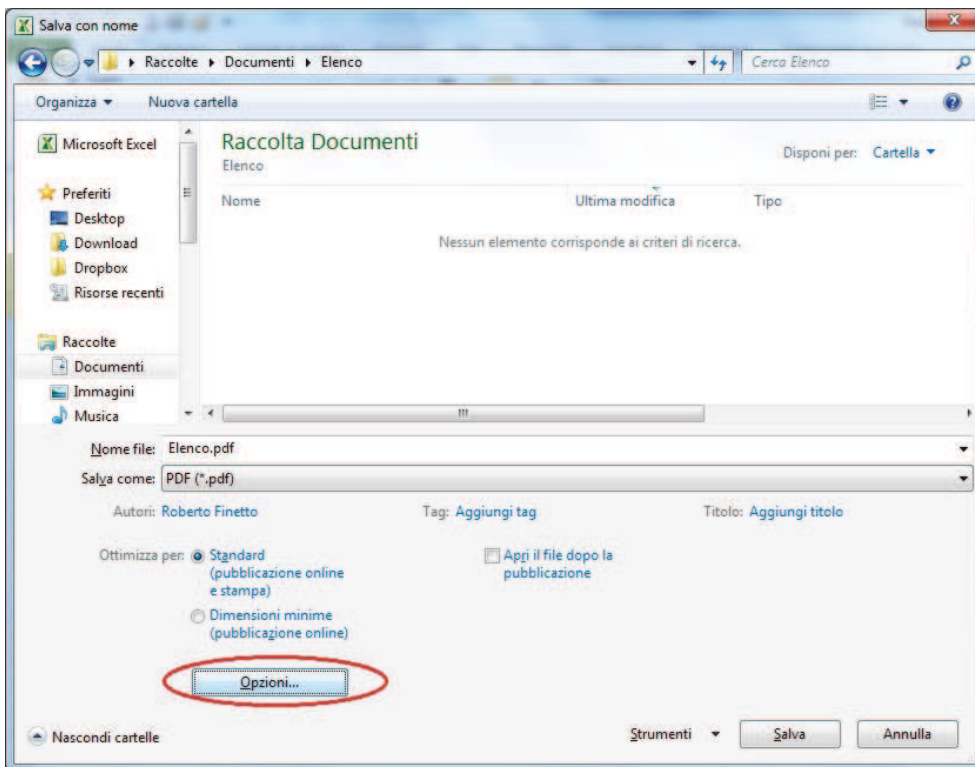 Salva con nome
Raccolte Documenti Elenco
Cerca Elenco
Organizza Nuova cartella
Microsoft Excel
Preferiti
Desktop
Download
Dropbox
Risorse recenti
Raccolte
Documenti
Immagini
Musica
Raccolta Documenti
Elenco
Disponi per: Cartella
Nome Ultima modifica Tipo
Nessun elemento corrisponde ai criteri di ricerca.
Nome file: Elenco.pdf
Salva come: PDF (*.pdf)
Autori: Roberto Finetto Tag: Aggiungi tag Titolo: Aggiungi titolo
Ottimizza per: Standard
(pubblicazione online
e stampa)
Dimensioni minime
(pubblicazione online)
Apri il file dopo la
pubblicazione
Opzioni...
Nascondi cartelle Strumenti Salva Annulla